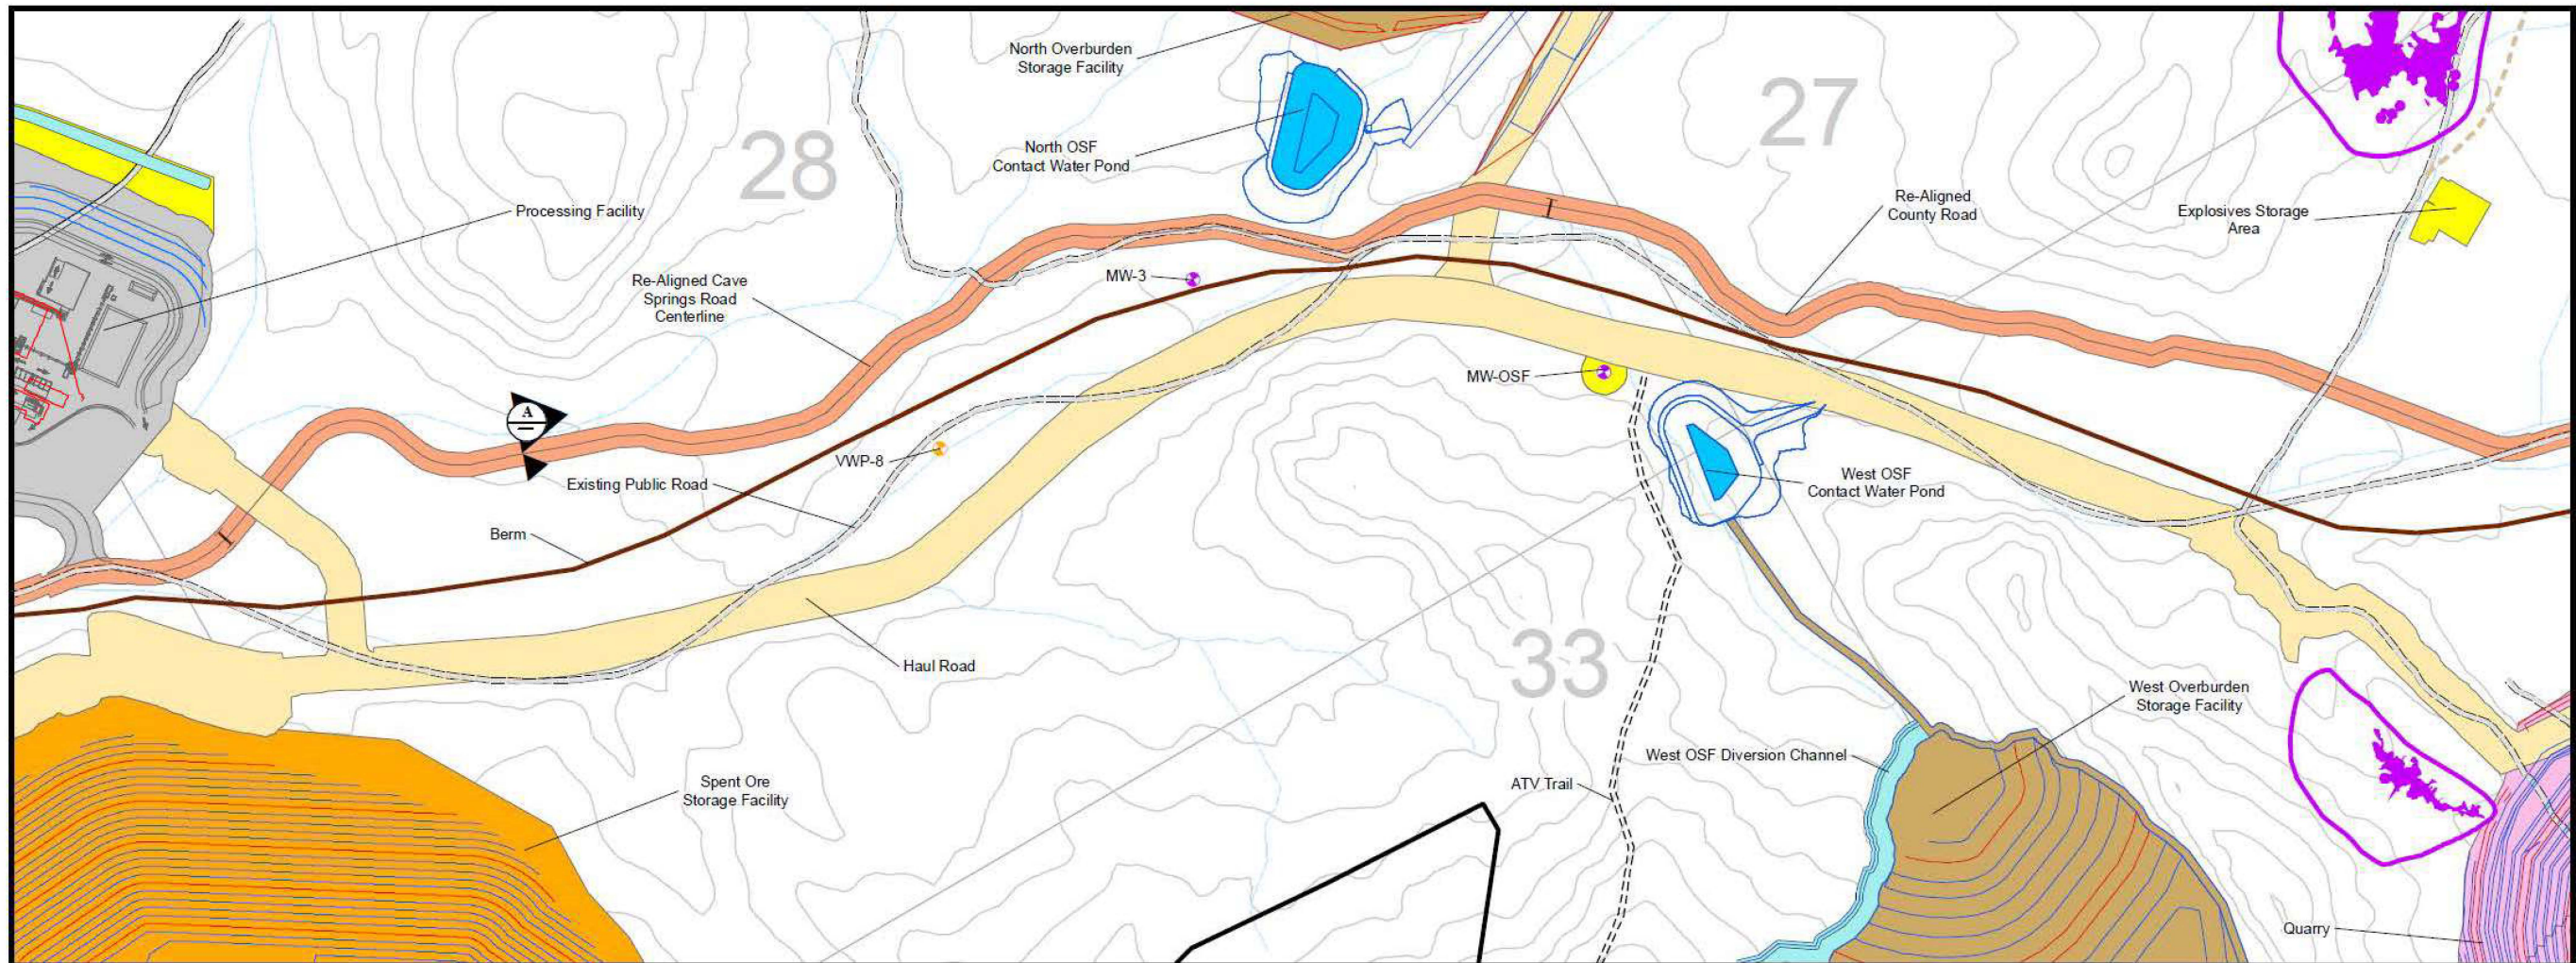 North Overburden
Storage Facility
27
28
North OSF
Contact Water Pond
Processing Facility
Re-Aligned
County Road
Explosives Storage
Area
MW-3
Re-Aligned Cave
Springs Road
Centerline
MW-OSF
A
VWP-8
Existing Public Road
West OSF
Contact Water Pond
Berm
Haul Road
33
West Overburden
Storage Facility
West OSF Diversion Channel
Spent Ore
Storage Facility
ATV Trail
Quarry